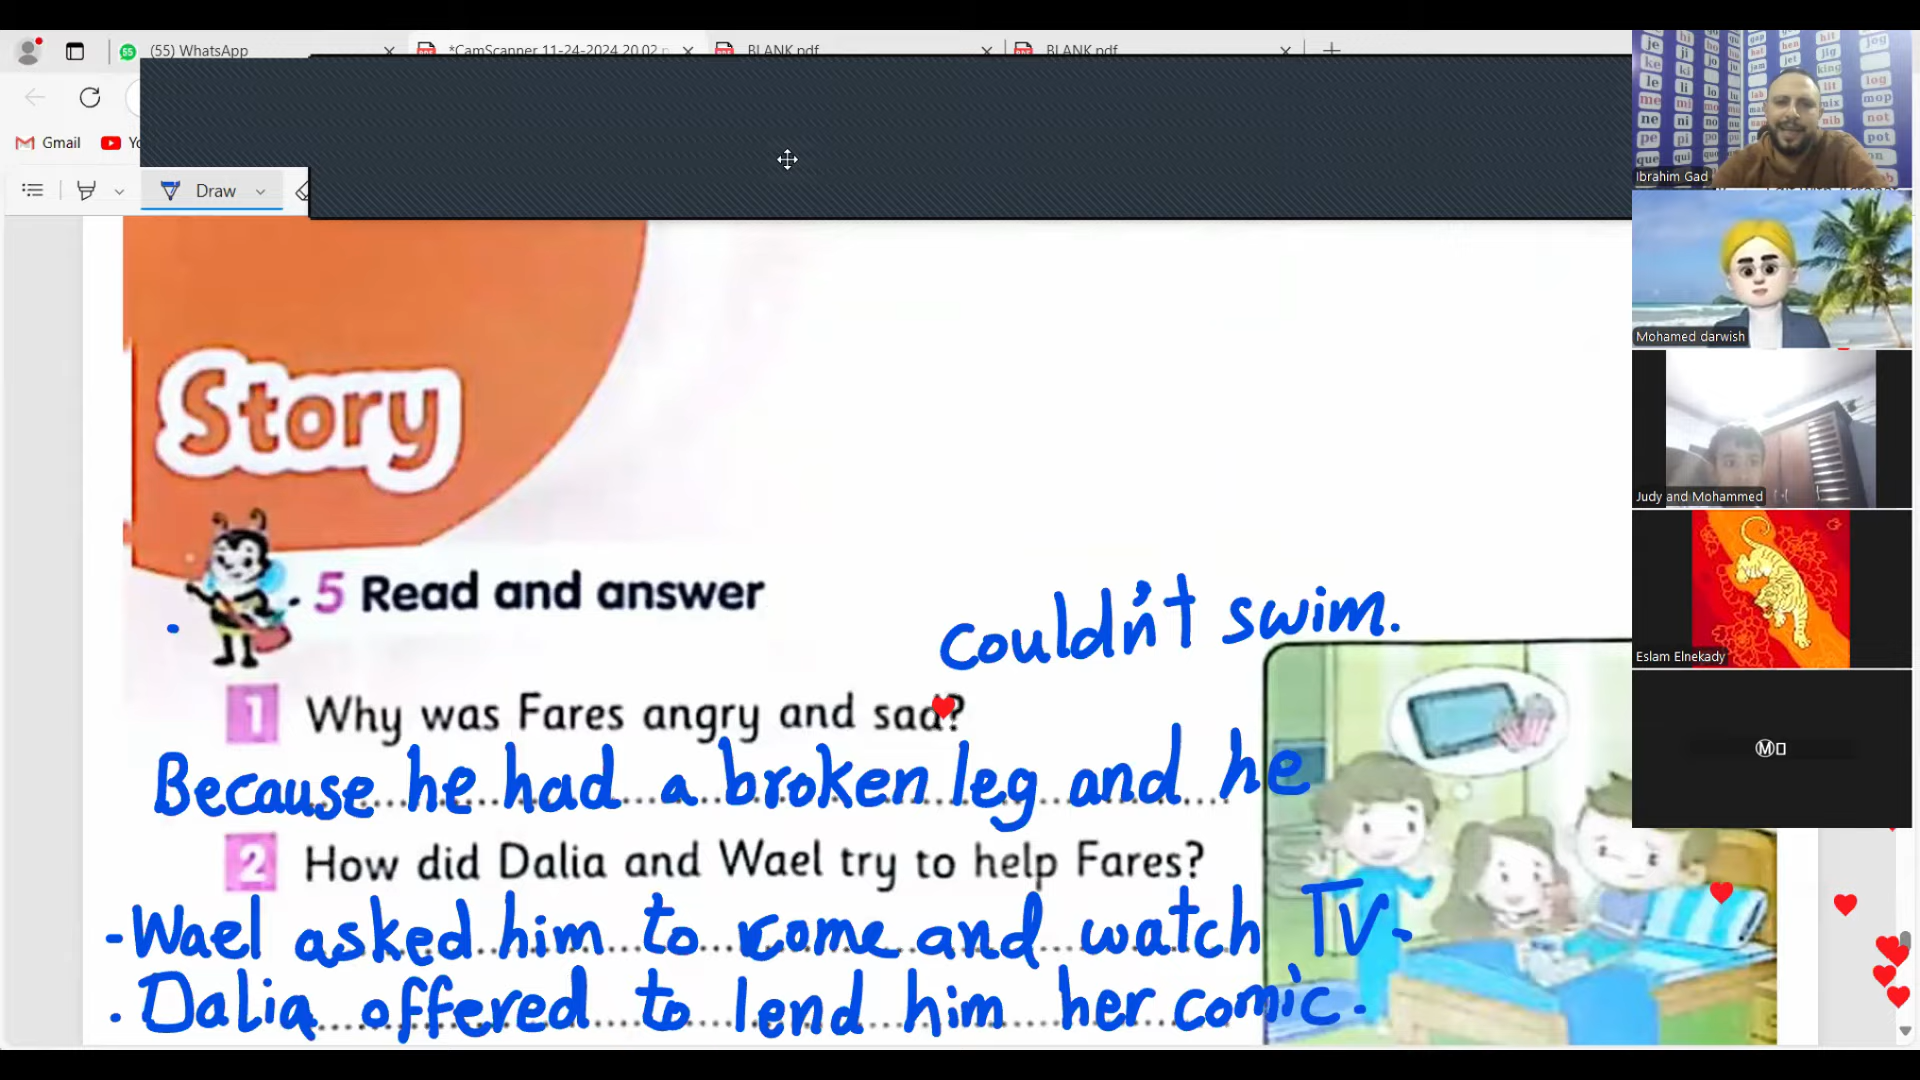 (55) WhatsApp
*CamScanner 11-24-2024 20.02
BLANK.pdf
BLANK.pdf
Gmail
Draw
Story
5 Read and answer
couldn't swim.
1 Why was Fares angry and sad?
Because he had a broken leg and he
2 How did Dalia and Wael try to help Fares?
-Wael asked him to come and watch TV.
. Dalia offered to lend him her comic.
Ibrahim Gad
Mohamed darwish
Judy and Mohammed
Eslam Elnekady